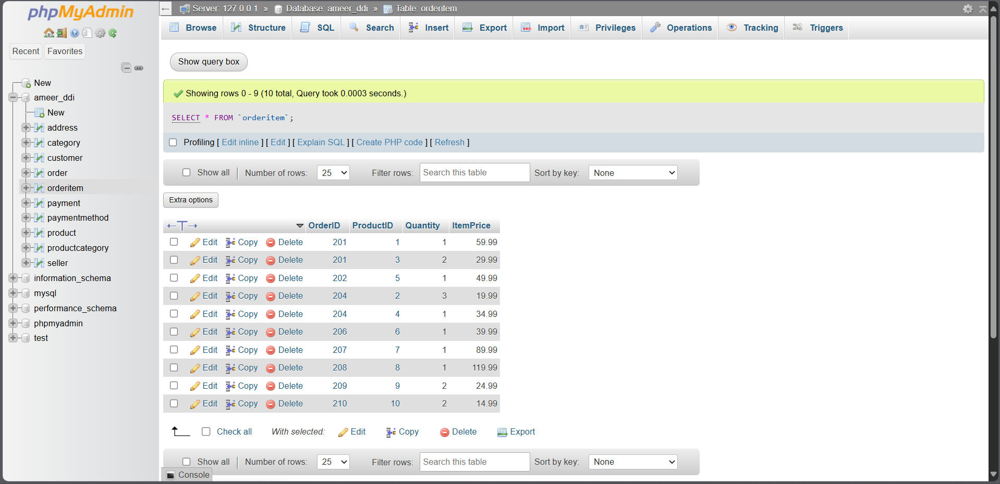 phpMyAdmin
Recent Favorites
New
ameer_ddi
New
address
category
customer
order
orderitem
payment
paymentmethod
product
productcategory
seller
information_schema
mysql
performance_schema
phpmyadmin
test
Server: 127.0.0.1 » Database: ameer_ddi » Table: orderitem
Browse Structure SQL Search Insert Export Import Privileges Operations Tracking Triggers
Show query box
Showing rows 0 - 9 (10 total, Query took 0.0003 seconds.)
SELECT * FROM `orderitem`;
Profiling [ Edit inline ] [ Edit ] [ Explain SQL ] [ Create PHP code ] [ Refresh ]
Show all Number of rows: 25 Filter rows: Search this table Sort by key: None
Extra options
←T→ OrderID ProductID Quantity ItemPrice
Edit Copy Delete 201 1 1 59.99
Edit Copy Delete 201 3 2 29.99
Edit Copy Delete 202 5 1 49.99
Edit Copy Delete 204 2 3 19.99
Edit Copy Delete 204 4 1 34.99
Edit Copy Delete 206 6 1 39.99
Edit Copy Delete 207 7 1 89.99
Edit Copy Delete 208 8 1 119.99
Edit Copy Delete 209 9 2 24.99
Edit Copy Delete 210 10 2 14.99
Check all With selected: Edit Copy Delete Export
Show all Number of rows: 25 Filter rows: Search this table Sort by key: None
Console